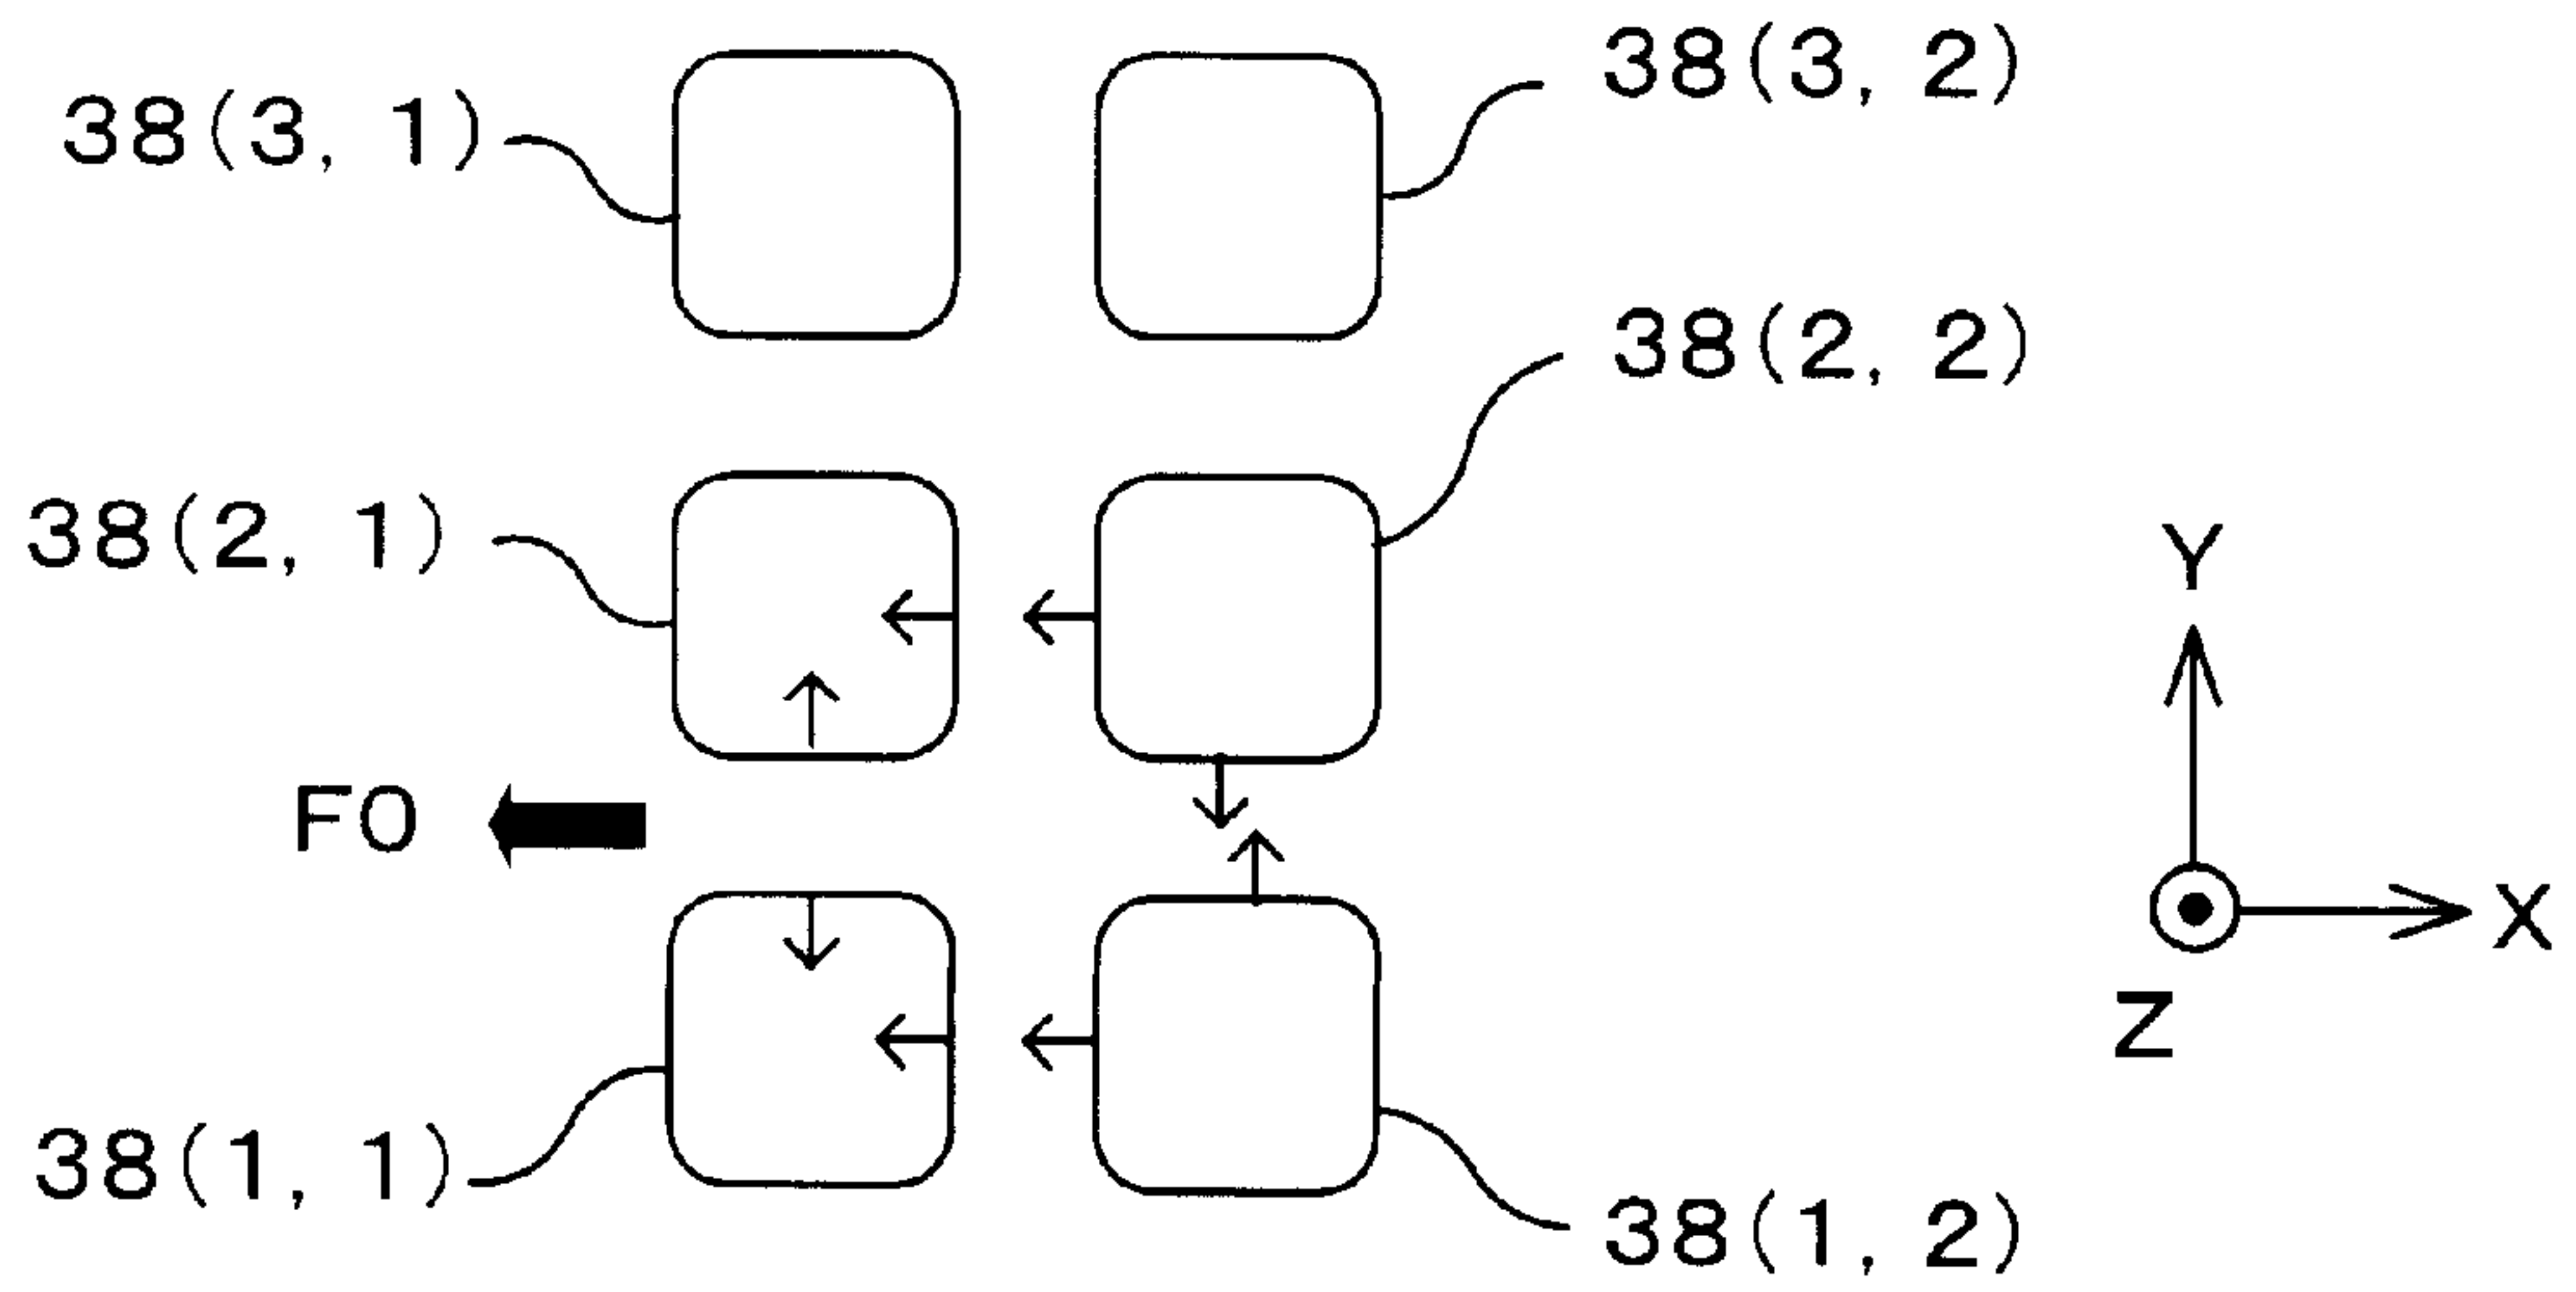 38(3, 2)
38(3, 1)
38(2, 2)
38(2, 1)
Y
F0
X
Z
38(1, 1)
38(1, 2)